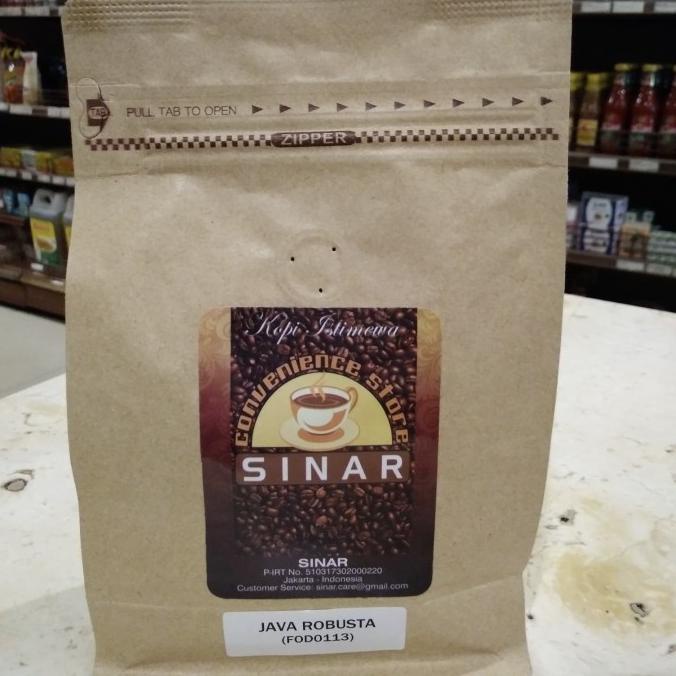 TAB
PULL TAB TO OPEN
ZIPPER
Kopi Istimewa
convenience store
SINAR
SINAR
P-IRT No. 510317302000220
Jakarta - Indonesia
Customer Service: sinar.care@gmail.com
JAVA ROBUSTA
(FOD0113)